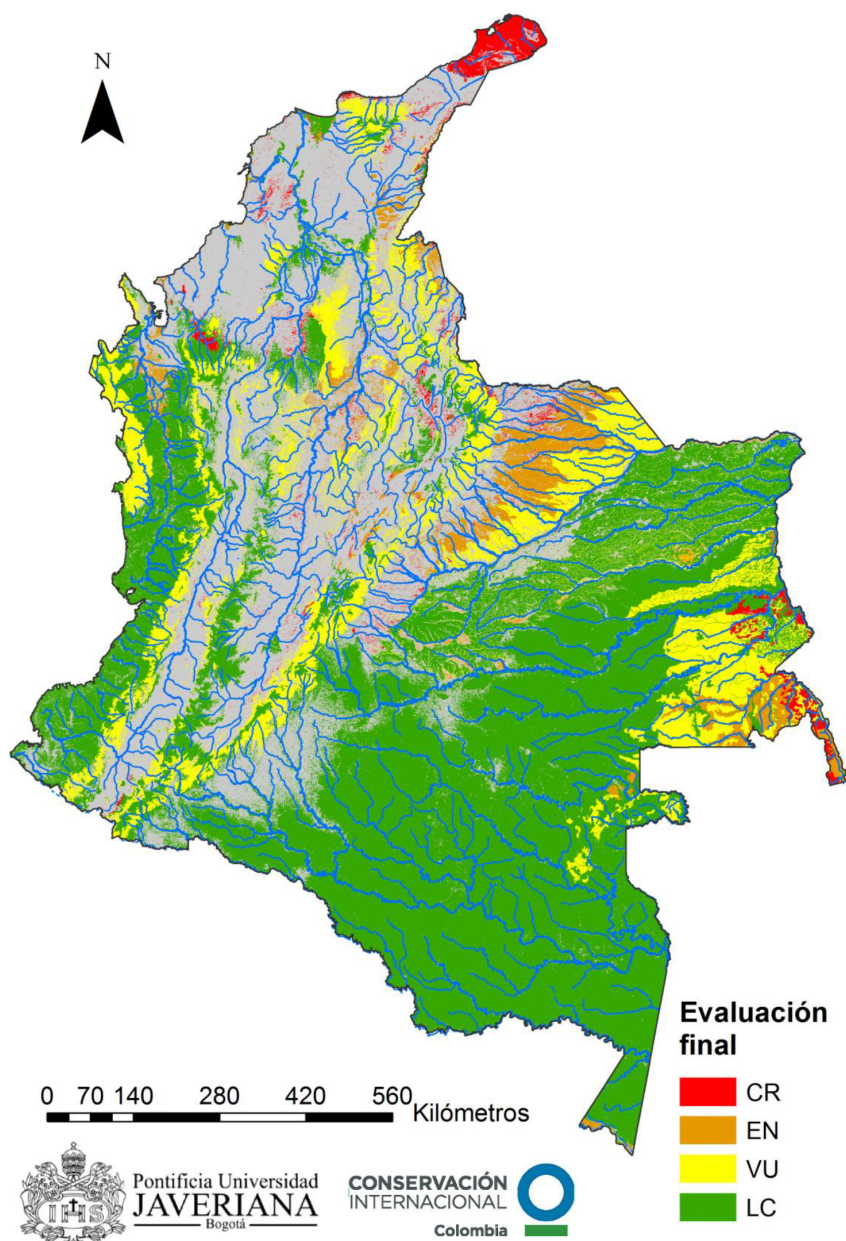 N
Evaluación
final
CR
EN
VU
LC
0 70 140 280 420 560
Kilómetros
Pontificia Universidad
JAVERIANA
Bogotá
IHS
CONSERVACIÓN
INTERNACIONAL
Colombia